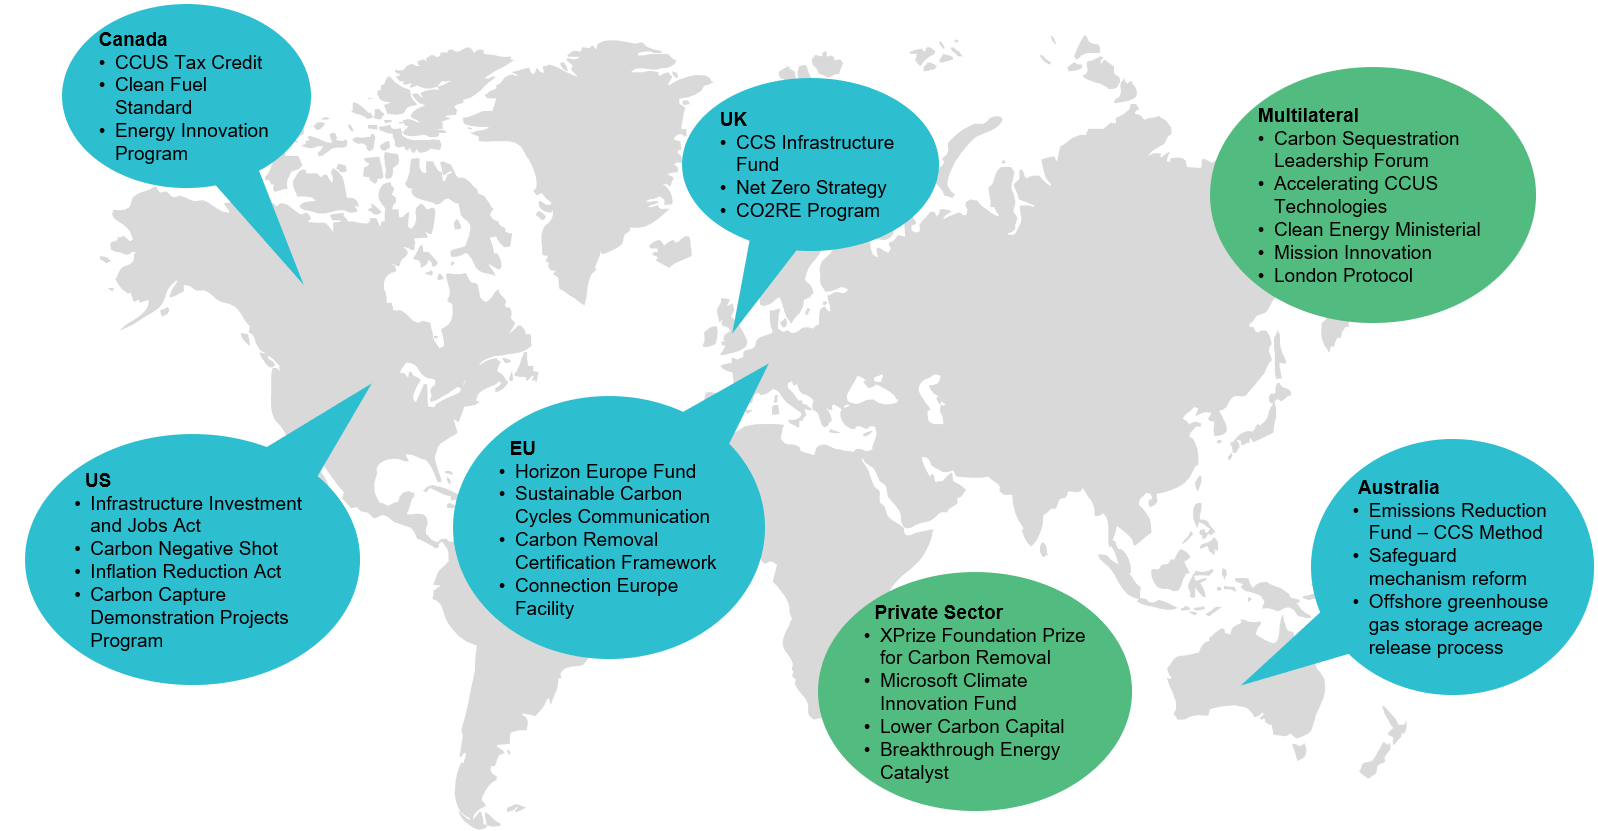 Canada
• CCUS Tax Credit
• Clean Fuel
Standard
• Energy Innovation
Program
UK
• CCS Infrastructure
Fund
• Net Zero Strategy
• CO2RE Program
Multilateral
• Carbon Sequestration
Leadership Forum
• Accelerating CCUS
Technologies
• Clean Energy Ministerial
• Mission Innovation
• London Protocol
US
• Infrastructure Investment
and Jobs Act
• Carbon Negative Shot
• Inflation Reduction Act
• Carbon Capture
Demonstration Projects
Program
EU
• Horizon Europe Fund
• Sustainable Carbon
Cycles Communication
• Carbon Removal
Certification Framework
• Connection Europe
Facility
Private Sector
• XPrize Foundation Prize
for Carbon Removal
• Microsoft Climate
Innovation Fund
• Lower Carbon Capital
• Breakthrough Energy
Catalyst
Australia
• Emissions Reduction
Fund – CCS Method
• Safeguard
mechanism reform
• Offshore greenhouse
gas storage acreage
release process